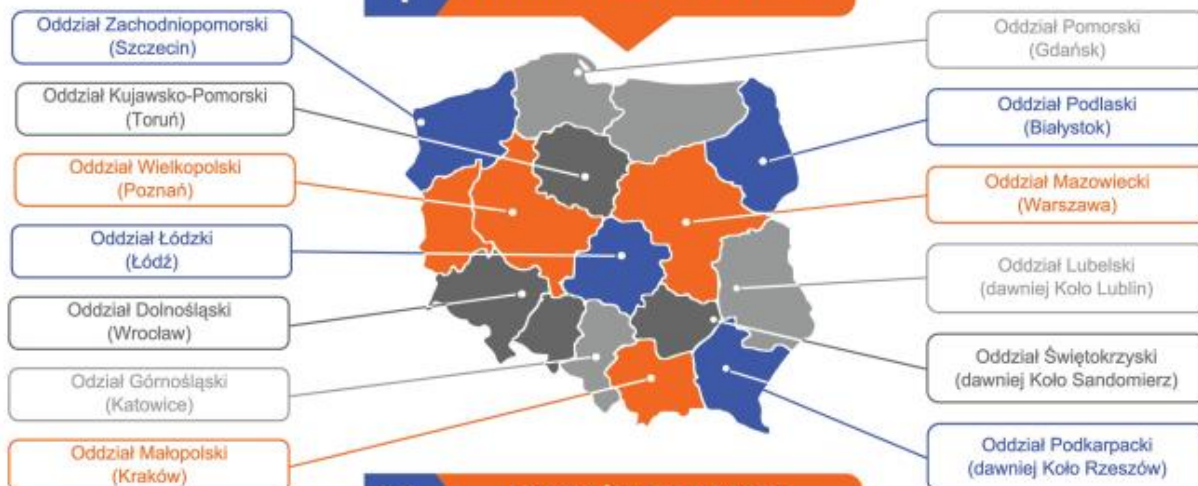 Oddział Zachodniopomorski
(Szczecin)
Oddział Kujawsko-Pomorski
(Toruń)
Oddział Wielkopolski
(Poznań)
Oddział Łódzki
(Łódź)
Oddział Dolnośląski
(Wrocław)
Odział Górnośląski
(Katowice)
Oddział Małopolski
(Kraków)
Oddział Pomorski
(Gdańsk)
Oddział Podlaski
(Białystok)
Oddział Mazowiecki
(Warszawa)
Oddział Lubelski
(dawniej Koło Lublin)
Oddział Świętokrzyski
(dawniej Koło Sandomierz)
Oddział Podkarpacki
(dawniej Koło Rzeszów)